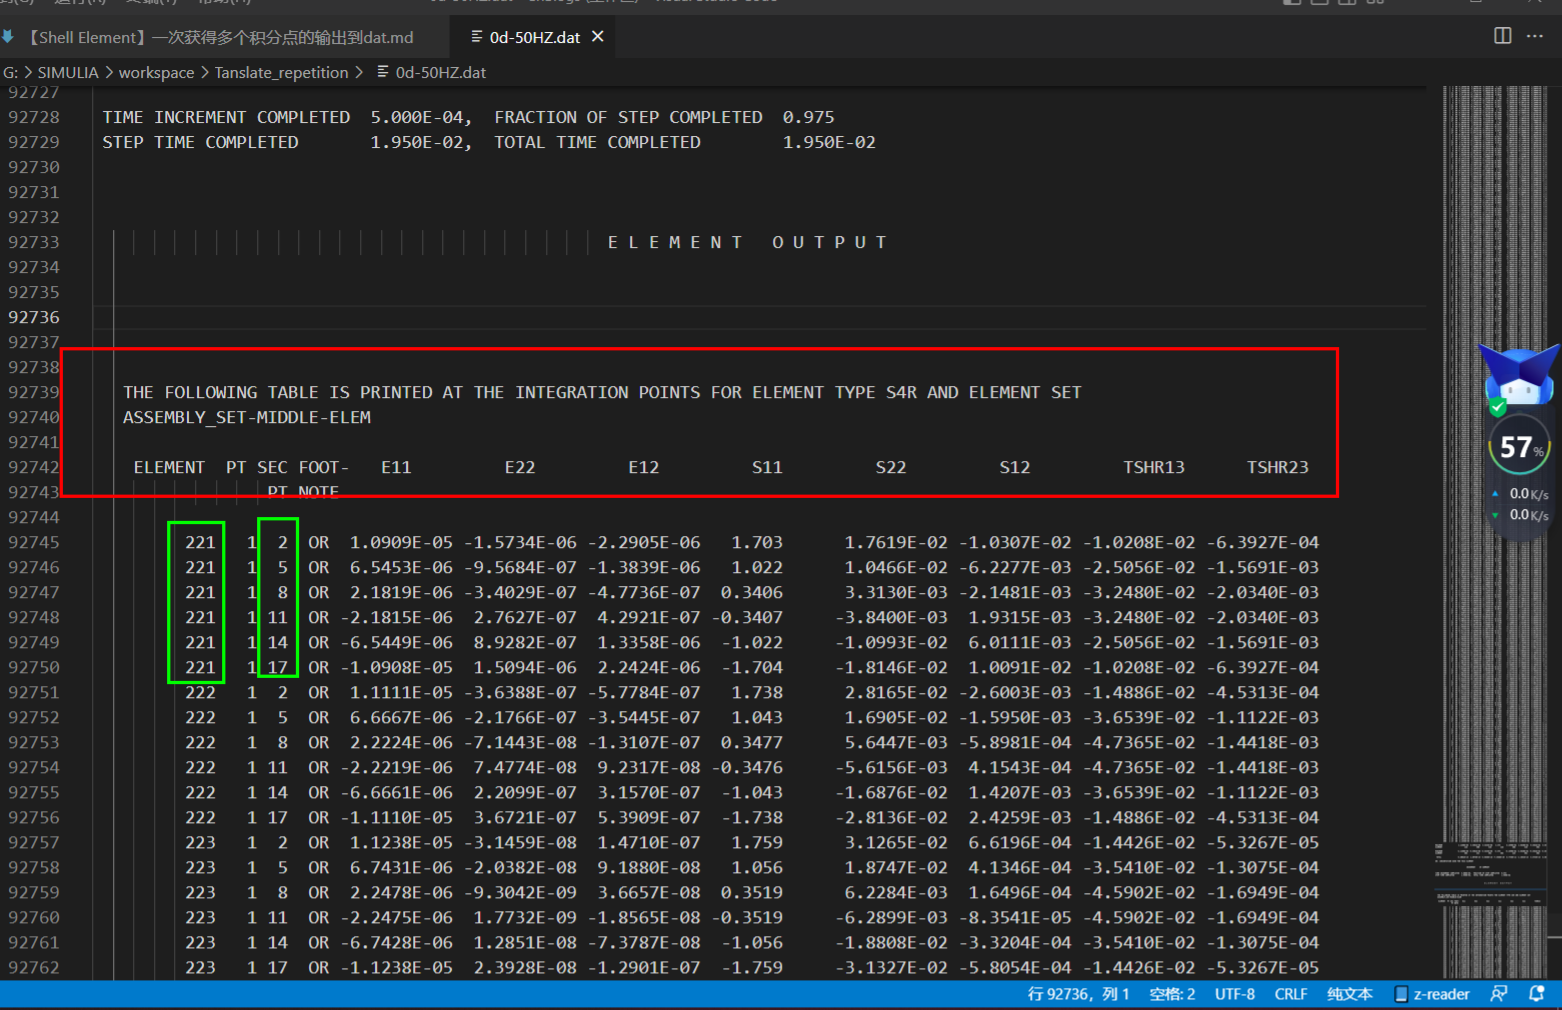 【Shell Element】一次获得多个积分点的输出到dat.md
0d-50HZ.dat ×
G: > SIMULIA > workspace > Tanslate_repetition > 0d-50HZ.dat
92727
92728 TIME INCREMENT COMPLETED 5.000E-04, FRACTION OF STEP COMPLETED 0.975
92729 STEP TIME COMPLETED 1.950E-02, TOTAL TIME COMPLETED 1.950E-02
92730
92731
92732
92733 E L E M E N T O U T P U T
92734
92735
92736
92737
92738
92739 THE FOLLOWING TABLE IS PRINTED AT THE INTEGRATION POINTS FOR ELEMENT TYPE S4R AND ELEMENT SET
92740 ASSEMBLY_SET-MIDDLE-ELEM
92741
92742 ELEMENT PT SEC FOOT- E11 E22 E12 S11 S22 S12 TSHR13 TSHR23
92743 PT NOTE
92744
92745 221 1 2 OR 1.0909E-05 -1.5734E-06 -2.2905E-06 1.703 1.7619E-02 -1.0307E-02 -1.0208E-02 -6.3927E-04
92746 221 1 5 OR 6.5453E-06 -9.5684E-07 -1.3839E-06 1.022 1.0466E-02 -6.2277E-03 -2.5056E-02 -1.5691E-03
92747 221 1 8 OR 2.1819E-06 -3.4029E-07 -4.7736E-07 0.3406 3.3130E-03 -2.1481E-03 -3.2480E-02 -2.0340E-03
92748 221 1 11 OR -2.1815E-06 2.7627E-07 4.2921E-07 -0.3407 -3.8400E-03 1.9315E-03 -3.2480E-02 -2.0340E-03
92749 221 1 14 OR -6.5449E-06 8.9282E-07 1.3358E-06 -1.022 -1.0993E-02 6.0111E-03 -2.5056E-02 -1.5691E-03
92750 221 1 17 OR -1.0908E-05 1.5094E-06 2.2424E-06 -1.704 -1.8146E-02 1.0091E-02 -1.0208E-02 -6.3927E-04
92751 222 1 2 OR 1.1111E-05 -3.6388E-07 -5.7784E-07 1.738 2.8165E-02 -2.6003E-03 -1.4886E-02 -4.5313E-04
92752 222 1 5 OR 6.6667E-06 -2.1766E-07 -3.5445E-07 1.043 1.6905E-02 -1.5950E-03 -3.6539E-02 -1.1122E-03
92753 222 1 8 OR 2.2224E-06 -7.1443E-08 -1.3107E-07 0.3477 5.6447E-03 -5.8981E-04 -4.7365E-02 -1.4418E-03
92754 222 1 11 OR -2.2219E-06 7.4774E-08 9.2317E-08 -0.3476 -5.6156E-03 4.1543E-04 -4.7365E-02 -1.4418E-03
92755 222 1 14 OR -6.6661E-06 2.2099E-07 3.1570E-07 -1.043 -1.6876E-02 1.4207E-03 -3.6539E-02 -1.1122E-03
92756 222 1 17 OR -1.1110E-05 3.6721E-07 5.3909E-07 -1.738 -2.8136E-02 2.4259E-03 -1.4886E-02 -4.5313E-04
92757 223 1 2 OR 1.1238E-05 -3.1459E-08 1.4710E-07 1.759 3.1265E-02 6.6196E-04 -1.4426E-02 -5.3267E-05
92758 223 1 5 OR 6.7431E-06 -2.0382E-08 9.1880E-08 1.056 1.8747E-02 4.1346E-04 -3.5410E-02 -1.3075E-04
92759 223 1 8 OR 2.2478E-06 -9.3042E-09 3.6657E-08 0.3519 6.2284E-03 1.6496E-04 -4.5902E-02 -1.6949E-04
92760 223 1 11 OR -2.2475E-06 1.7732E-09 -1.8565E-08 -0.3519 -6.2899E-03 -8.3541E-05 -4.5902E-02 -1.6949E-04
92761 223 1 14 OR -6.7428E-06 1.2851E-08 -7.3787E-08 -1.056 -1.8808E-02 -3.3204E-04 -3.5410E-02 -1.3075E-04
92762 223 1 17 OR -1.1238E-05 2.3928E-08 -1.2901E-07 -1.759 -3.1327E-02 -5.8054E-04 -1.4426E-02 -5.3267E-05
57%
0.0K/s
0.0K/s
行 92736，列 1 空格: 2 UTF-8 CRLF 纯文本 z-reader